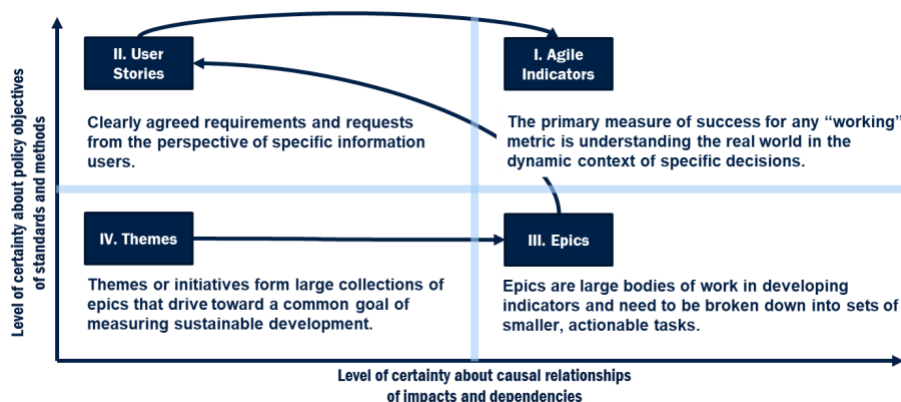 Level of certainty about policy objectives
of standards and methods
II. User
Stories
Clearly agreed requirements and requests
from the perspective of specific information
users.
I. Agile
Indicators
The primary measure of success for any “working”
metric is understanding the real world in the
dynamic context of specific decisions.
IV. Themes
Themes or initiatives form large collections of
epics that drive toward a common goal of
measuring sustainable development.
III. Epics
Epics are large bodies of work in developing
indicators and need to be broken down into sets of
smaller, actionable tasks.
Level of certainty about causal relationships
of impacts and dependencies